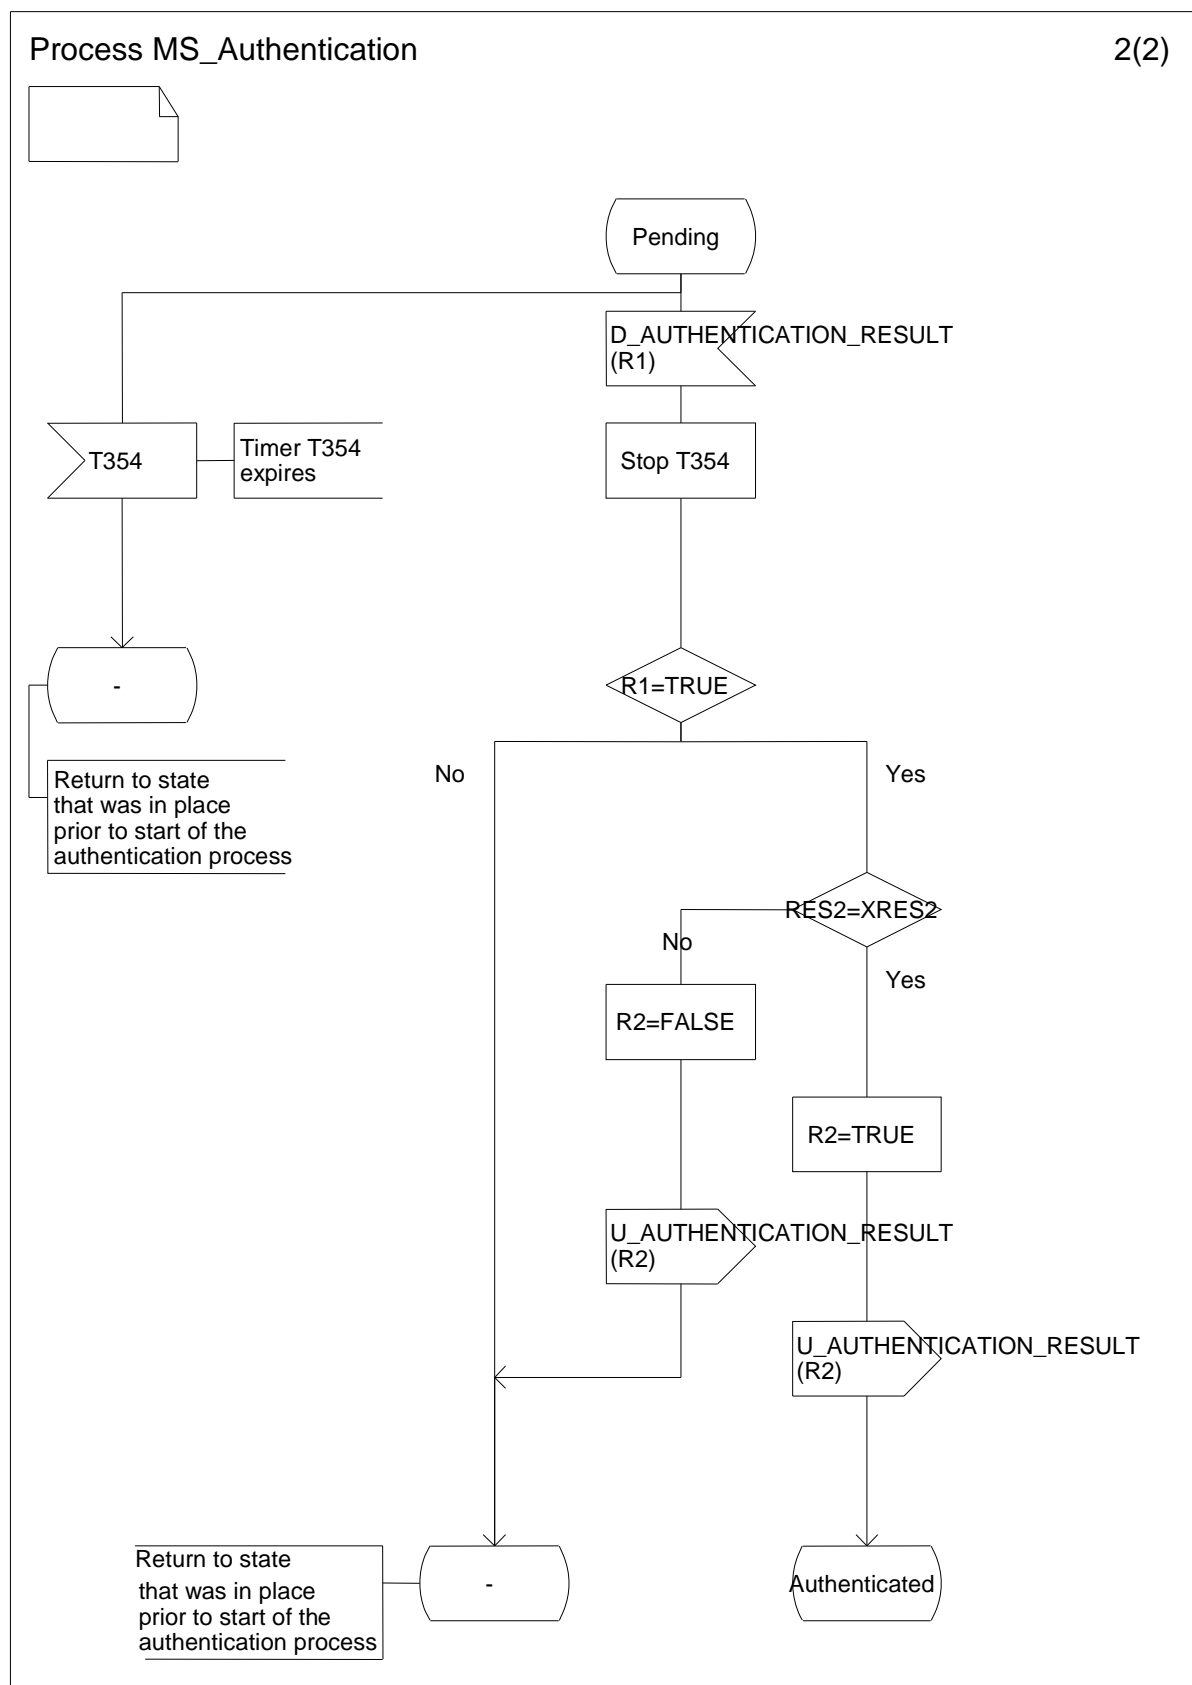 Process MS_Authentication
2(2)
Pending
D_AUTHENTICATION_RESULT
(R1)
T354
Timer T354
expires
Stop T354
-
R1=TRUE
No
Yes
Return to state
that was in place
prior to start of the
authentication process
RES2=XRES2
No
Yes
R2=FALSE
R2=TRUE
U_AUTHENTICATION_RESULT
(R2)
U_AUTHENTICATION_RESULT
(R2)
Return to state
that was in place
prior to start of the
authentication process
-
Authenticated